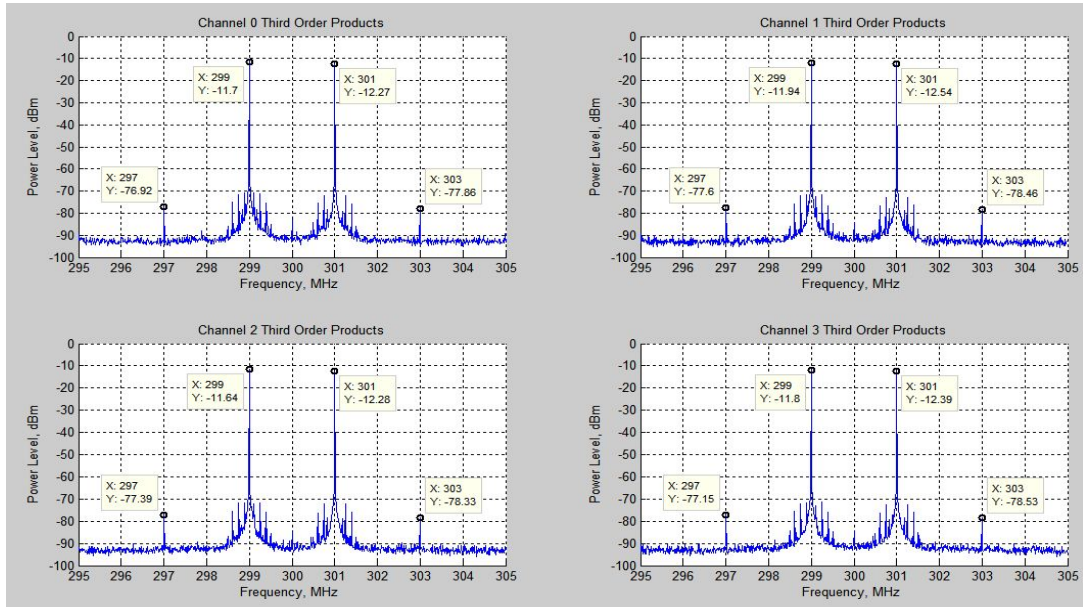 Channel 0 Third Order Products
Power Level, dBm
0
-10
-20
-30
-40
-50
-60
-70
-80
-90
-100
X: 299
Y: -11.7
X: 301
Y: -12.27
X: 297
Y: -76.92
X: 303
Y: -77.86
295 296 297 298 299 300 301 302 303 304 305
Frequency, MHz
Channel 1 Third Order Products
Power Level, dBm
0
-10
-20
-30
-40
-50
-60
-70
-80
-90
-100
X: 299
Y: -11.94
X: 301
Y: -12.54
X: 297
Y: -77.6
X: 303
Y: -78.46
295 296 297 298 299 300 301 302 303 304 305
Frequency, MHz
Channel 2 Third Order Products
Power Level, dBm
0
-10
-20
-30
-40
-50
-60
-70
-80
-90
-100
X: 299
Y: -11.64
X: 301
Y: -12.28
X: 297
Y: -77.39
X: 303
Y: -78.33
295 296 297 298 299 300 301 302 303 304 305
Frequency, MHz
Channel 3 Third Order Products
Power Level, dBm
0
-10
-20
-30
-40
-50
-60
-70
-80
-90
-100
X: 299
Y: -11.8
X: 301
Y: -12.39
X: 297
Y: -77.15
X: 303
Y: -78.53
295 296 297 298 299 300 301 302 303 304 305
Frequency, MHz